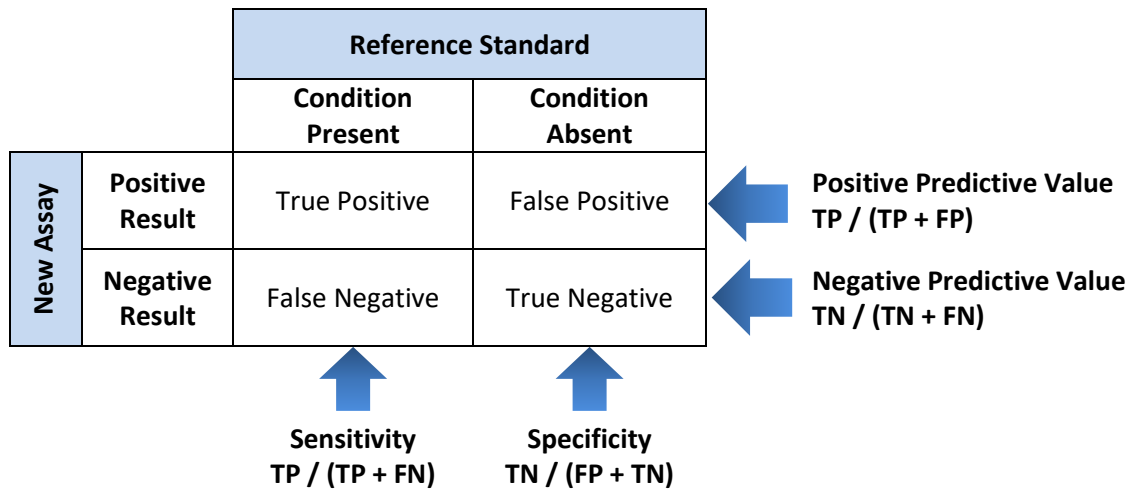 Reference Standard
Condition
Present
Condition
Absent
New Assay
Positive
Result
True Positive
False Positive
Positive Predictive Value
TP / (TP + FP)
Negative
Result
False Negative
True Negative
Negative Predictive Value
TN / (TN + FN)
Sensitivity
TP / (TP + FN)
Specificity
TN / (FP + TN)